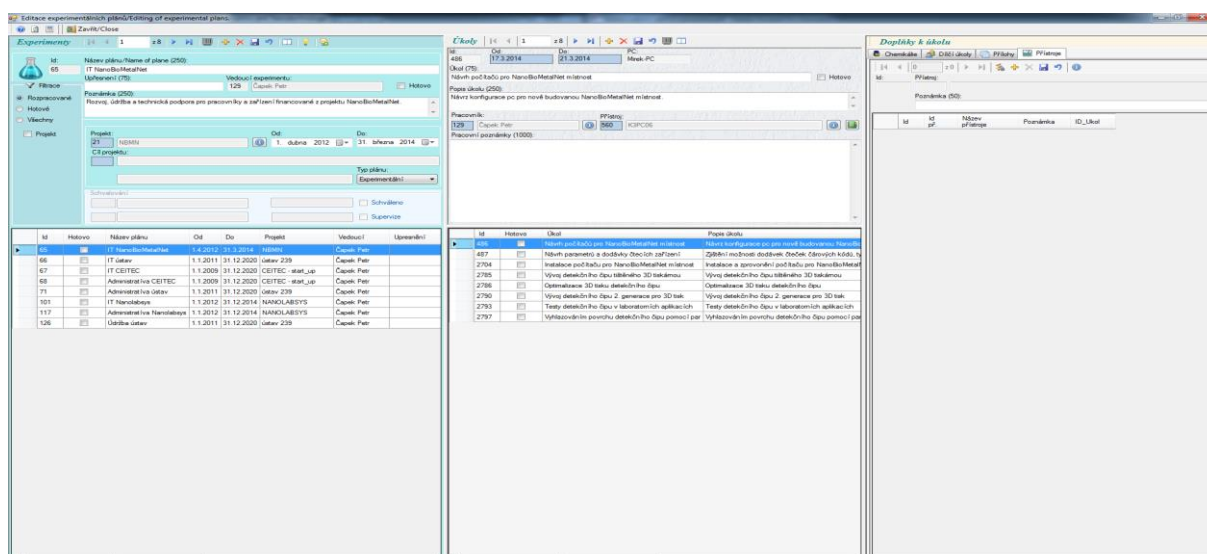 Editace experimentálních plánů/Editing of experimental plans.
Zavřít/Close
Experimenty 1 z 8
Id: Název plánu/Name of plane (250):
65 IT NanoBioMetalNet
Upřesnení (75): Vedoucí experimentu:
129 Čapek Petr Hotovo
Filtrace
Rozpracované
Hotové
Všechny
Projekt
Poznámka (250):
Rozvoj, údržba a technická podpora pro pracovníky a zařízení financované z projektu NanoBioMetalNet.
Projekt: Od: Do:
21 NBMN 1. dubna 2012 31. března 2014
Cíl projektu:
Typ plánu:
Experimentální
Schvalování
Schváleno
Supervize
Id Hotovo Název plánu Od Do Projekt Vedoucí Upresnění
65 IT NanoBioMetalNet 1.4.2012 31.3.2014 NBMN Čapek Petr
66 IT ústav 1.1.2011 31.12.2020 ústav 239 Čapek Petr
67 IT CEITEC 1.1.2009 31.12.2020 CEITEC - start_up Čapek Petr
68 Administrativa CEITEC 1.1.2009 31.12.2020 CEITEC - start_up Čapek Petr
71 Administrativa ústav 1.1.2011 31.12.2020 ústav 239 Čapek Petr
101 IT Nanolabsys 1.1.2012 31.12.2014 NANOLABSYS Čapek Petr
117 Administrativa Nanolabsys 1.1.2012 31.12.2014 NANOLABSYS Čapek Petr
126 Údržba ústav 1.1.2011 31.12.2020 ústav 239 Čapek Petr
Úkoly 1 z 8
Id: Od: Do: PC:
486 17.3.2014 21.3.2014 Mirek-PC
Úkol (75):
Návrh počítačů pro NanoBioMetalNet místnost Hotovo
Popis úkolu (250):
Návrz konfigurace pc pro nově budovanou NanoBioMetalNet místnost.
Pracovník: Přístroj:
129 Čapek Petr 560 K3PC06
Pracovní poznámky (1000):
Id Hotovo Úkol Popis úkolu
486 Návrh počítačů pro NanoBioMetalNet místnost Návrz konfigurace pc pro nově budovanou NanoBio
487 Návrh parametrů a dodávky čtecích zařízení Zjištění možnosti dodávek čteček čárových kódů, ty
2704 Instalace počítačů pro NanoBioMetalNet místnost Instalace a zprovonění počítačů pro NanoBioMetalN
2785 Vývoj detekčního čipu tištěného 3D tiskárnou Vývoj detekčního čipu tištěného 3D tiskárnou
2786 Optimalizace 3D tisku detekčního čipu Optimalizace 3D tisku detekčního čipu
2790 Vývoj detekčního čipu 2. generace pro 3D tisk Vývoj detekčního čipu 2. generace pro 3D tisk
2793 Testy detekčního čipu v laboratorních aplikacích Testy detekčního čipu v laboratorních aplikacích
2797 Vyhlazováním povrchu detekčního čipu pomocí par Vyhlazováním povrchu detekčního čipu pomocí par
Doplňky k úkolu
Chemikálie Dílčí úkoly Přílohy Přístroje
0 z 0
Id: Přístroj:
Poznámka (50):
Id Id př. Název přístroje Poznámka ID_Ukol